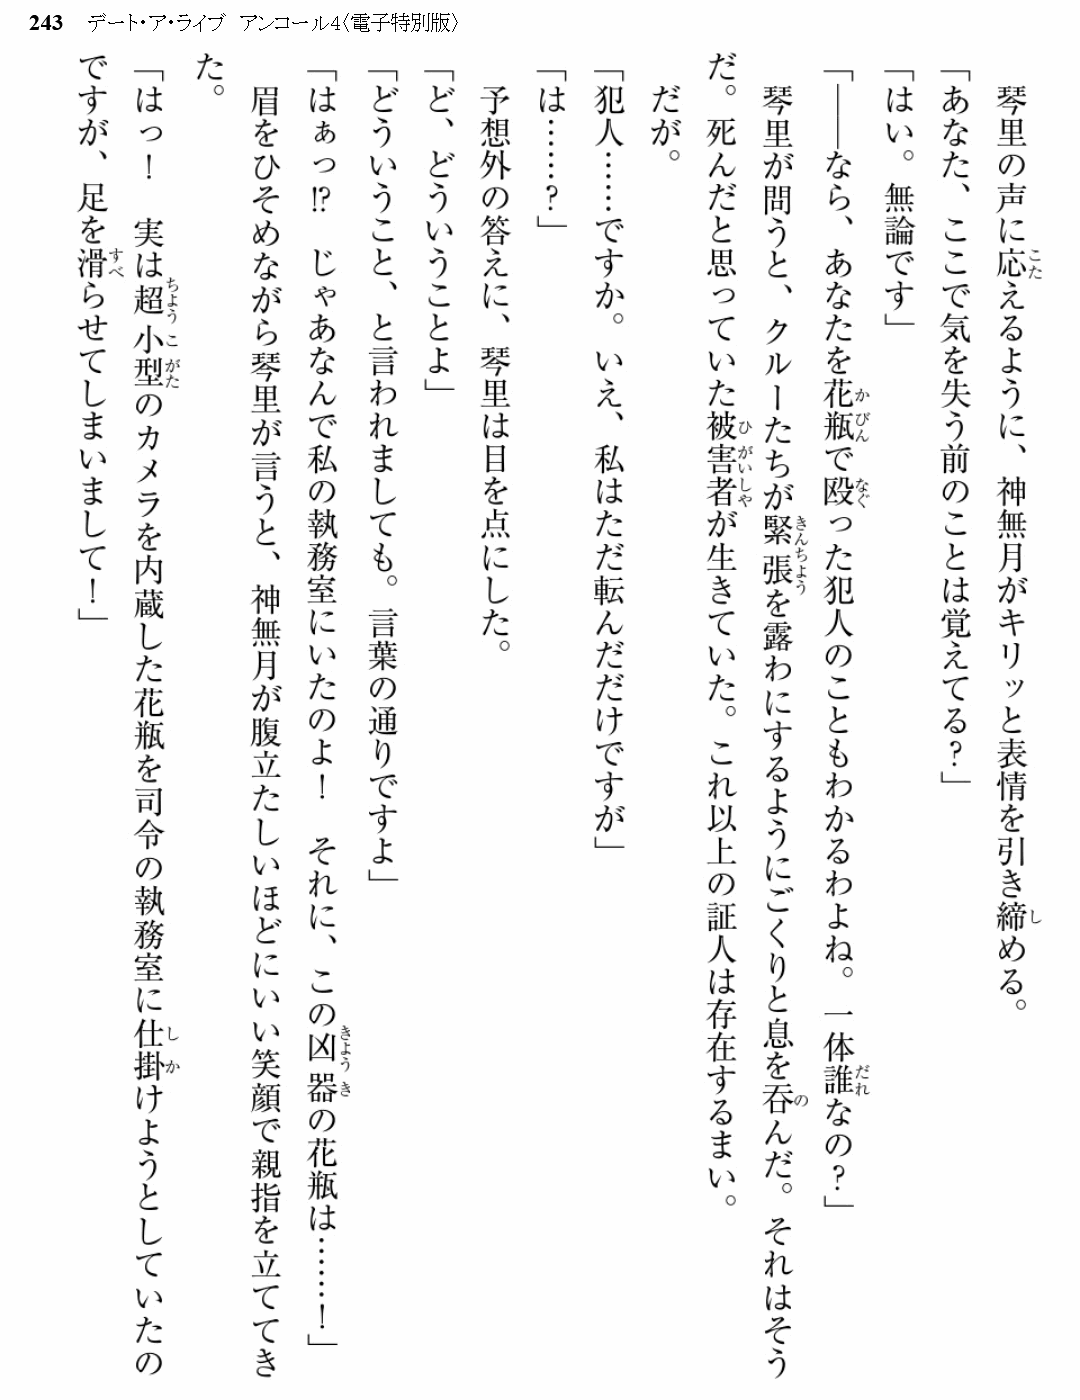 243 デート・ア・ライブ アンコール4〈電子特別版〉
　琴里の声に応えるように、神無月がキリッと表情を引き締める。
「あなた、ここで気を失う前のことは覚えてる？」
「はい。無論です」
「――なら、あなたを花瓶で殴った犯人のこともわかるわよね。一体誰なの？」
　琴里が問うと、クルーたちが緊張を露わにするようにごくりと息を呑んだ。それはそう
だ。死んだと思っていた被害者が生きていた。これ以上の証人は存在するまい。
　だが。
「犯人……ですか。いえ、私はただ転んだだけですが」
「は……？」
　予想外の答えに、琴里は目を点にした。
「ど、どういうことよ」
「どういうこと、と言われましても。言葉の通りですよ」
「はぁっ⁉　じゃあなんで私の執務室にいたのよ！　それに、この凶器の花瓶は……！」
　眉をひそめながら琴里が言うと、神無月が腹立たしいほどにいい笑顔で親指を立ててき
た。
「はっ！　実は超小型のカメラを内蔵した花瓶を司令の執務室に仕掛けようとしていたの
ですが、足を滑らせてしまいまして！」